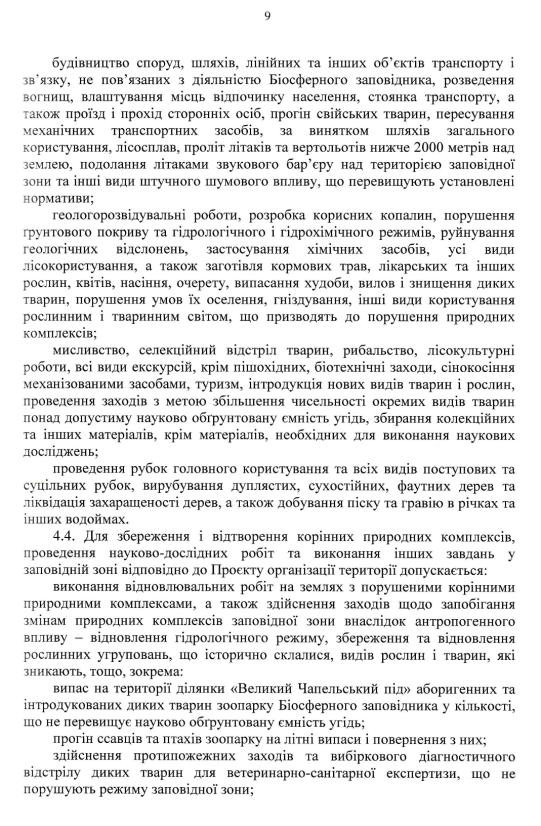 9
будівництво споруд, шляхів, лінійних та інших об’єктів транспорту і
зв’язку, не пов’язаних з діяльністю Біосферного заповідника, розведення
вогнищ, влаштування місць відпочинку населення, стоянка транспорту, а
також проїзд і прохід сторонніх осіб, прогін свійських тварин, пересування
механічних транспортних засобів, за винятком шляхів загального
користування, лісосплав, проліт літаків та вертольотів нижче 2000 метрів над
землею, подолання літаками звукового бар’єру над територією заповідної
зони та інші види штучного шумового впливу, що перевищують установлені
нормативи;
геологорозвідувальні роботи, розробка корисних копалин, порушення
ґрунтового покриву та гідрологічного і гідрохімічного режимів, руйнування
геологічних відслонень, застосування хімічних засобів, усі види
лісокористування, а також заготівля кормових трав, лікарських та інших
рослин, квітів, насіння, очерету, випасання худоби, вилов і знищення диких
тварин, порушення умов їх оселення, гніздування, інші види користування
рослинним і тваринним світом, що призводять до порушення природних
комплексів;
мисливство, селекційний відстріл тварин, рибальство, лісокультурні
роботи, всі види екскурсій, крім пішохідних, біотехнічні заходи, сінокосіння
механізованими засобами, туризм, інтродукція нових видів тварин і рослин,
проведення заходів з метою збільшення чисельності окремих видів тварин
понад допустиму науково обґрунтовану ємність угідь, збирання колекційних
та інших матеріалів, крім матеріалів, необхідних для виконання наукових
досліджень;
проведення рубок головного користування та всіх видів поступових та
суцільних рубок, вирубування дуплястих, сухостійних, фаутних дерев та
ліквідація захаращеності дерев, а також добування піску та гравію в річках та
інших водоймах.
4.4. Для збереження і відтворення корінних природних комплексів,
проведення науково-дослідних робіт та виконання інших завдань у
заповідній зоні відповідно до Проєкту організації території допускається:
виконання відновлювальних робіт на землях з порушеними корінними
природними комплексами, а також здійснення заходів щодо запобігання
змінам природних комплексів заповідної зони внаслідок антропогенного
впливу – відновлення гідрологічного режиму, збереження та відновлення
рослинних угруповань, що історично склалися, видів рослин і тварин, які
зникають, тощо, зокрема:
випас на території ділянки «Великий Чапельський під» аборигенних та
інтродукованих диких тварин зоопарку Біосферного заповідника у кількості,
що не перевищує науково обґрунтовану ємність угідь;
прогін ссавців та птахів зоопарку на літні випаси і повернення з них;
здійснення протипожежних заходів та вибіркового діагностичного
відстрілу диких тварин для ветеринарно-санітарної експертизи, що не
порушують режиму заповідної зони;